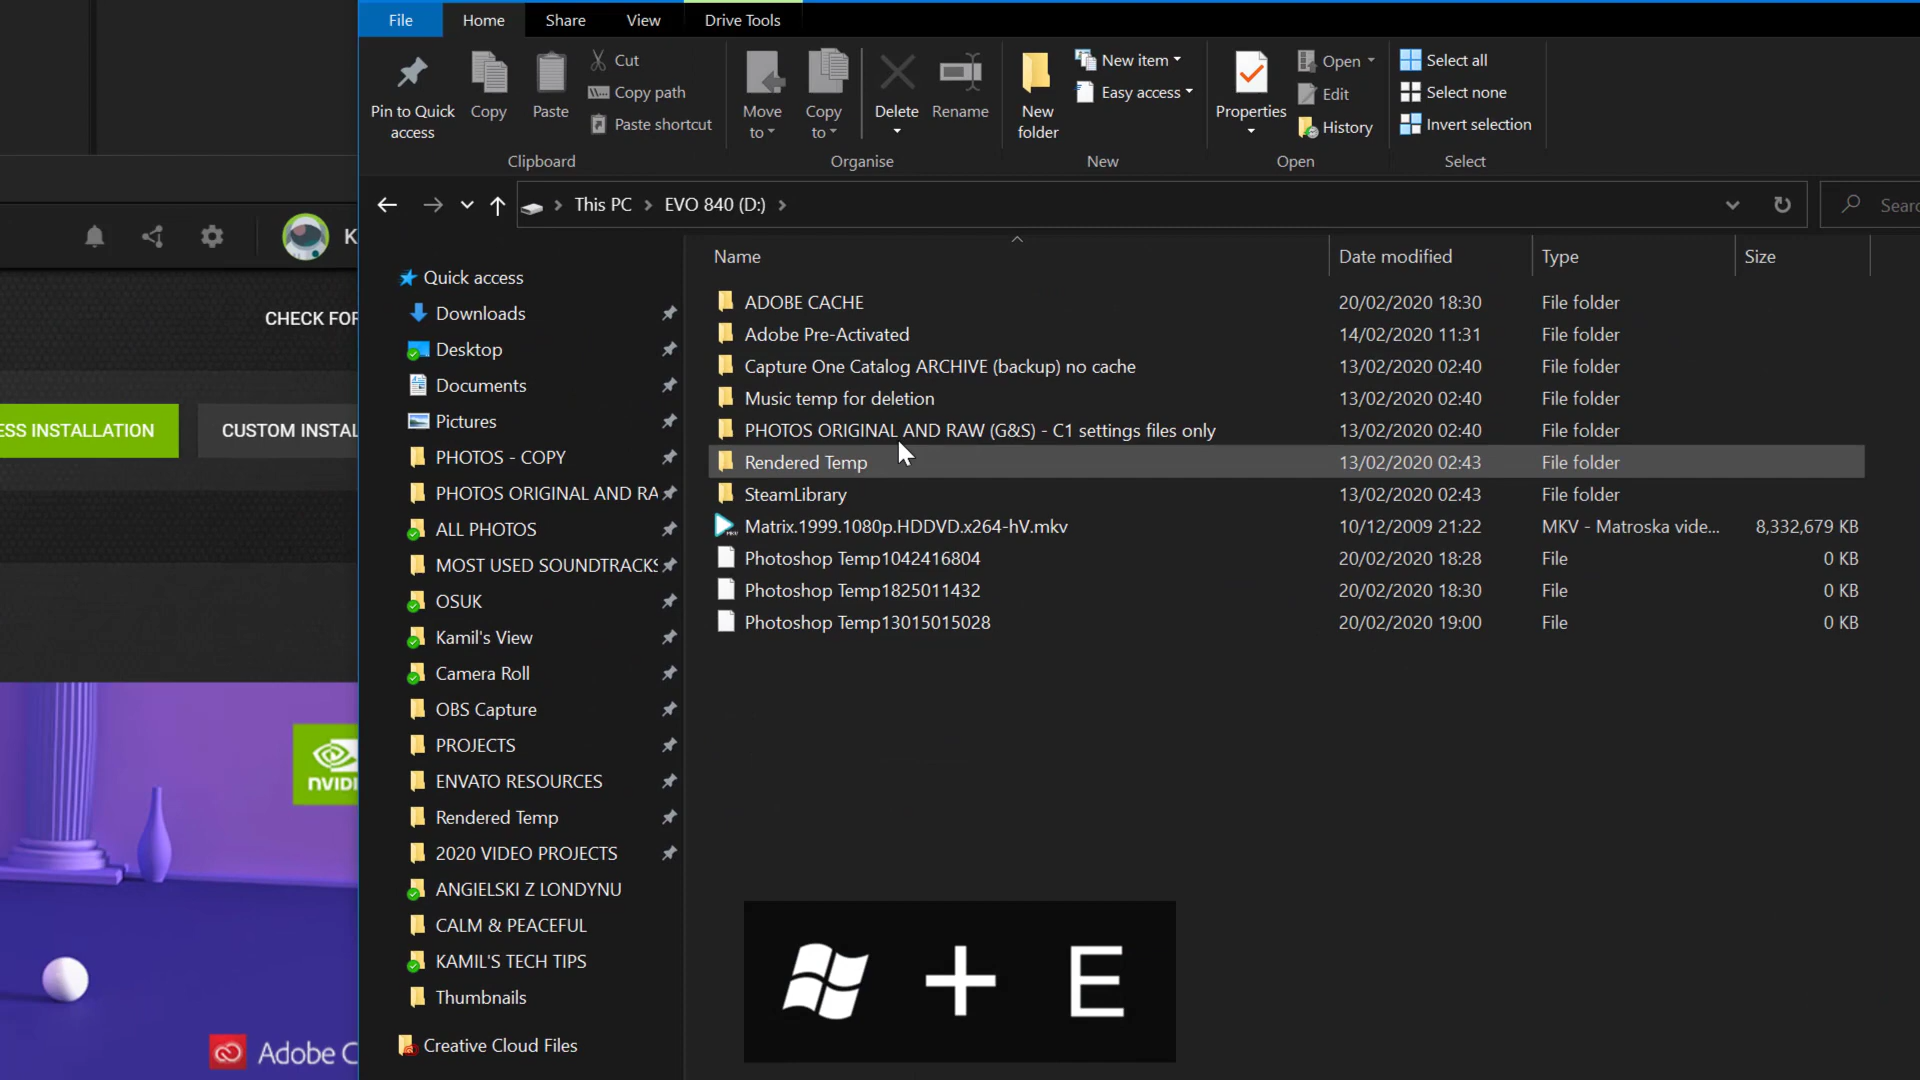 File Home Share View Drive Tools
Pin to Quick access
Copy
Paste
Cut
Copy path
Paste shortcut
Clipboard
Move to
Copy to
Delete
Rename
Organise
New folder
New item
Easy access
New
Properties
Open
Edit
History
Open
Select all
Select none
Invert selection
Select
This PC > EVO 840 (D:) >
Searc
K
CHECK FOR
ESS INSTALLATION
CUSTOM INSTAL
NVIDI
Adobe C
Quick access
Downloads
Desktop
Documents
Pictures
PHOTOS - COPY
PHOTOS ORIGINAL AND RA
ALL PHOTOS
MOST USED SOUNDTRACKS
OSUK
Kamil's View
Camera Roll
OBS Capture
PROJECTS
ENVATO RESOURCES
Rendered Temp
2020 VIDEO PROJECTS
ANGIELSKI Z LONDYNU
CALM & PEACEFUL
KAMIL'S TECH TIPS
Thumbnails
Creative Cloud Files
Name Date modified Type Size
ADOBE CACHE 20/02/2020 18:30 File folder
Adobe Pre-Activated 14/02/2020 11:31 File folder
Capture One Catalog ARCHIVE (backup) no cache 13/02/2020 02:40 File folder
Music temp for deletion 13/02/2020 02:40 File folder
PHOTOS ORIGINAL AND RAW (G&S) - C1 settings files only 13/02/2020 02:40 File folder
Rendered Temp 13/02/2020 02:43 File folder
SteamLibrary 13/02/2020 02:43 File folder
Matrix.1999.1080p.HDDVD.x264-hV.mkv 10/12/2009 21:22 MKV - Matroska vide... 8,332,679 KB
Photoshop Temp1042416804 20/02/2020 18:28 File 0 KB
Photoshop Temp1825011432 20/02/2020 18:30 File 0 KB
Photoshop Temp13015015028 20/02/2020 19:00 File 0 KB
+ E